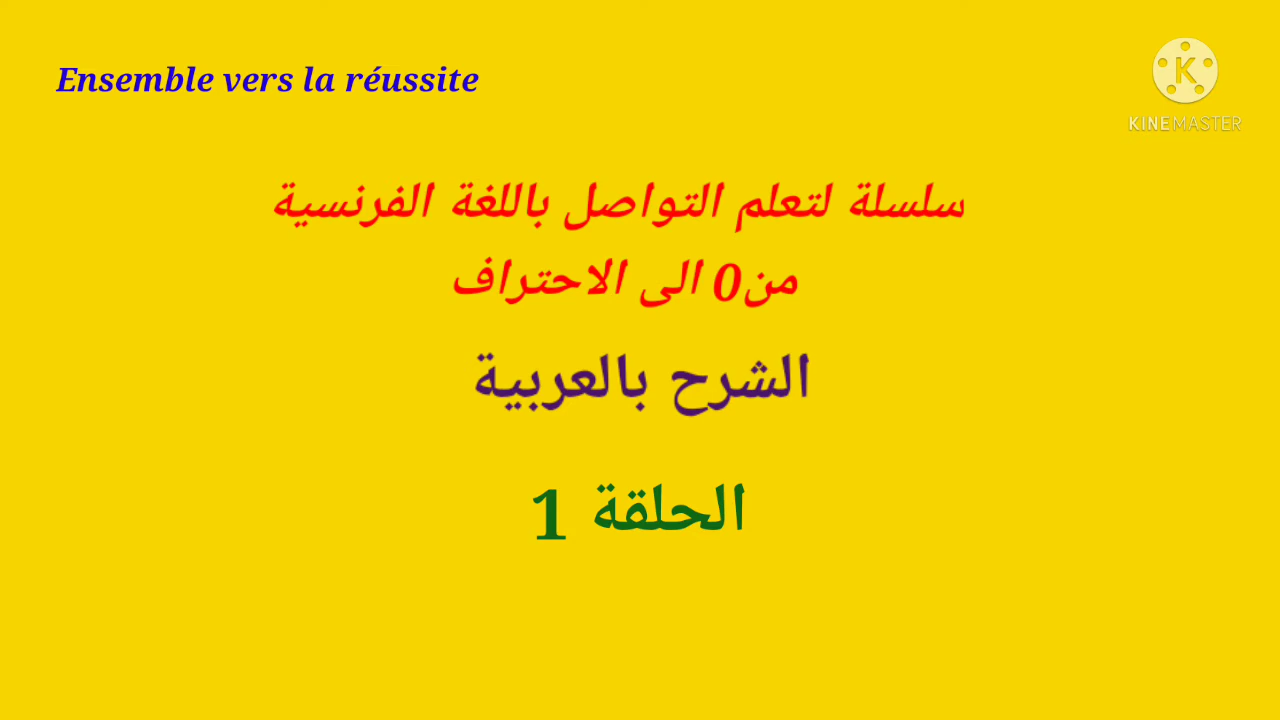 Ensemble vers la réussite
KINEMASTER
سلسلة لتعلم التواصل باللغة الفرنسية
من0 الى الاحتراف
الشرح بالعربية
الحلقة 1